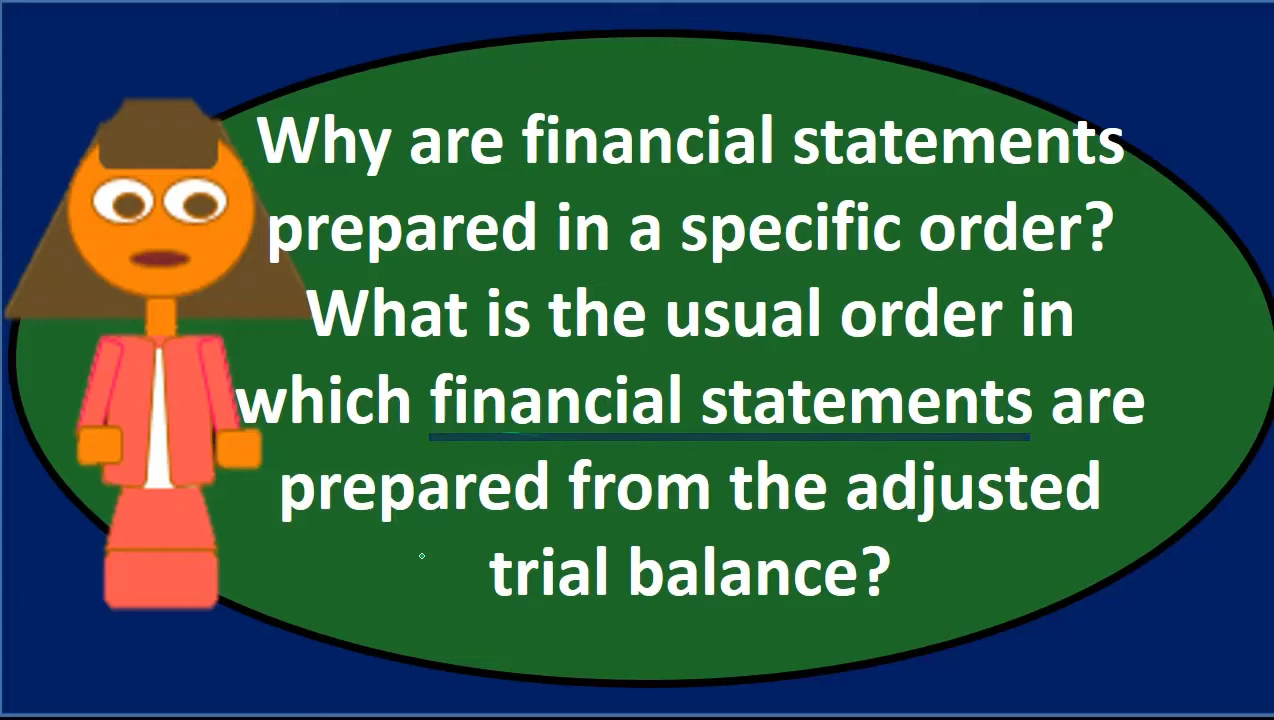 Why are financial statements
prepared in a specific order?
What is the usual order in
which financial statements are
prepared from the adjusted
trial balance?